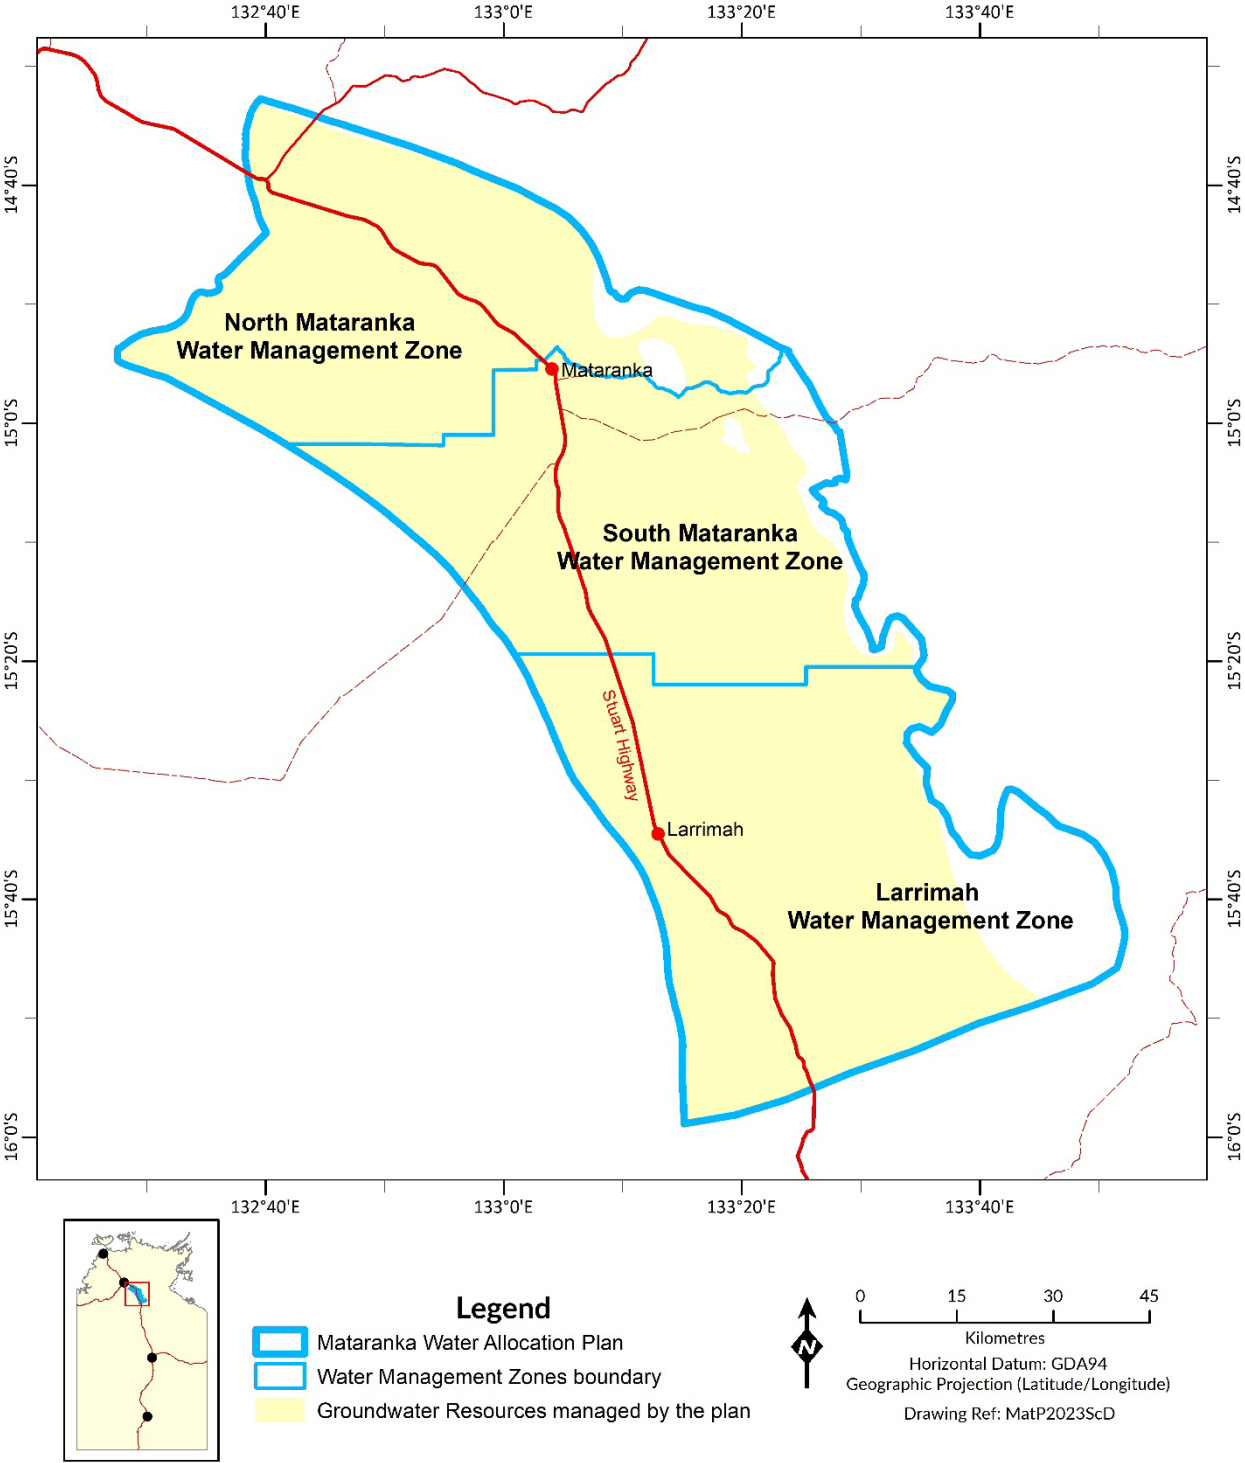 132°40'E
133°0'E
133°20'E
133°40'E
14°40'S
14°40'S
North Mataranka
Water Management Zone
Mataranka
15°0'S
15°0'S
South Mataranka
Water Management Zone
15°20'S
15°20'S
Stuart Highway
Larrimah
Larrimah
Water Management Zone
15°40'S
15°40'S
16°0'S
16°0'S
132°40'E
133°0'E
133°20'E
133°40'E
Legend
Mataranka Water Allocation Plan
Water Management Zones boundary
Groundwater Resources managed by the plan
N
0 15 30 45
Kilometres
Horizontal Datum: GDA94
Geographic Projection (Latitude/Longitude)
Drawing Ref: MatP2023ScD